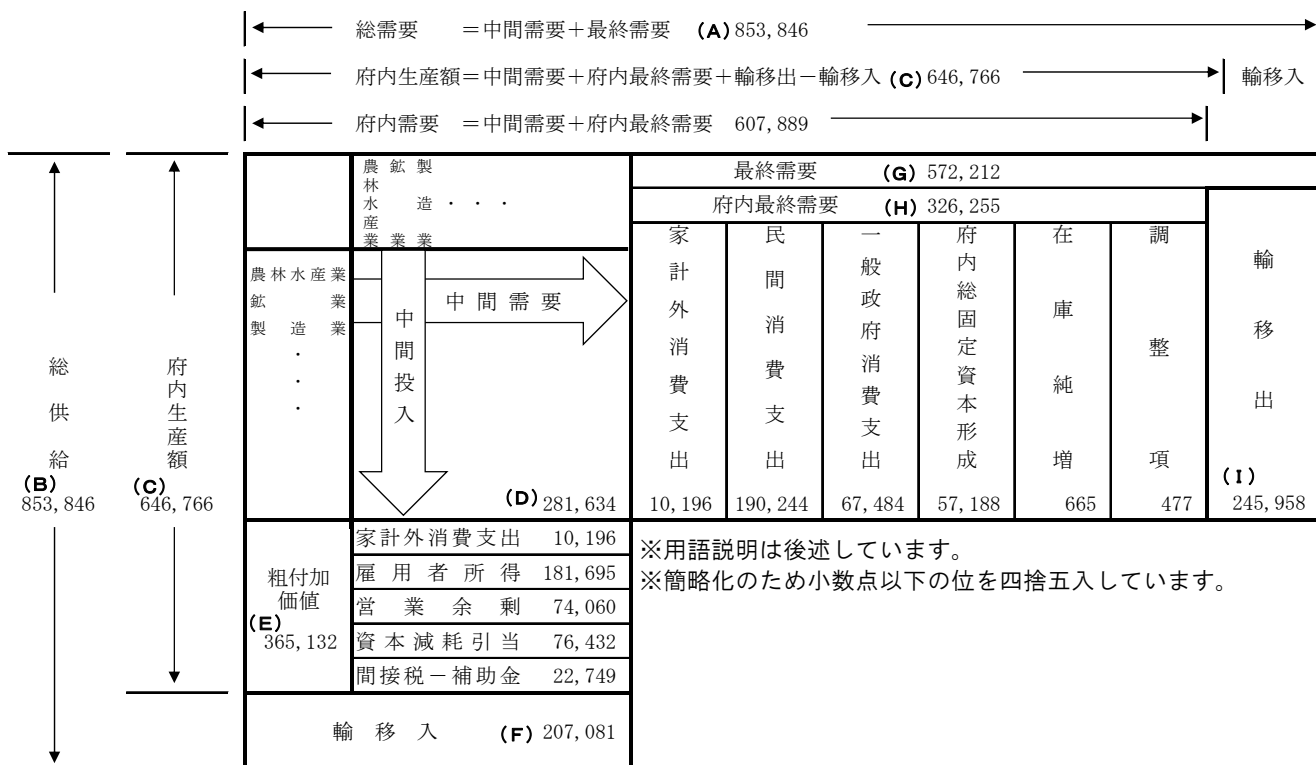 総需要　＝中間需要＋最終需要　(A) 853,846
府内生産額＝中間需要＋府内最終需要＋輸移出－輸移入 (C) 646,766
輸移入
府内需要　＝中間需要＋府内最終需要　607,889
農林水産業
鉱業
製造業
・・・
最終需要　(G) 572,212
府内最終需要　(H) 326,255
農林水産業
鉱業
製造業
・
・
・
中間需要
中間投入
(D) 281,634
家計外消費支出
10,196
民間消費支出
190,244
一般政府消費支出
67,484
府内総固定資本形成
57,188
在庫純増
665
調整項
477
輸移出
(I)
245,958
総供給
(B)
853,846
府内生産額
(C)
646,766
粗付加
価値
(E)
365,132
家計外消費支出　10,196
雇用者所得　181,695
営業余剰　74,060
資本減耗引当　76,432
間接税－補助金　22,749
輸移入　(F) 207,081
※用語説明は後述しています。
※簡略化のため小数点以下の位を四捨五入しています。